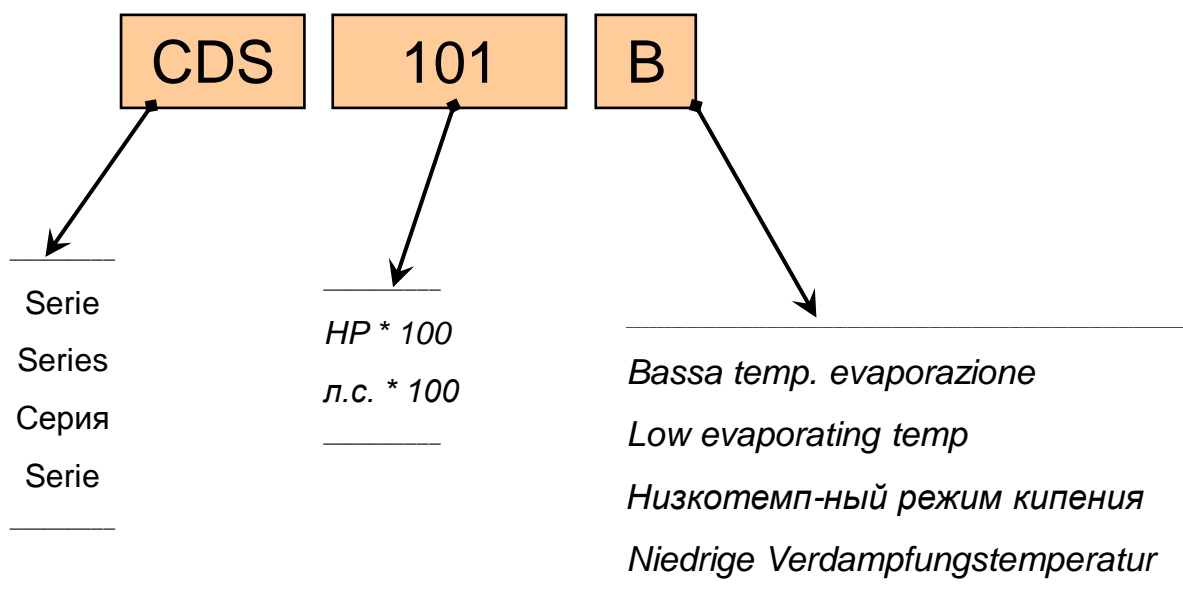 CDS 101 B
Serie
Series
Серия
Serie
HP * 100
л.с. * 100
Bassa temp. evaporazione
Low evaporating temp
Низкотемп-ный режим кипения
Niedrige Verdampfungstemperatur